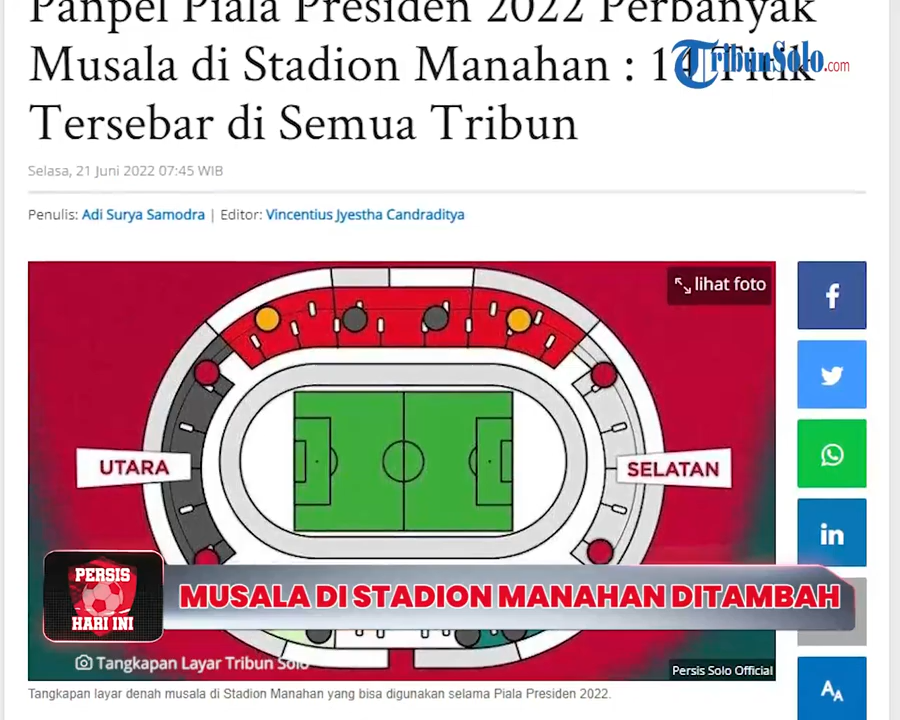 Panpel Piala Presiden 2022 Perbanyak
Musala di Stadion Manahan : 14 Titik
TribunSolo.com
Tersebar di Semua Tribun
Selasa, 21 Juni 2022 07:45 WIB
Penulis: Adi Surya Samodra | Editor: Vincentius Jyestha Candraditya
lihat foto
UTARA
SELATAN
PERSIS
HARI INI
MUSALA DI STADION MANAHAN DITAMBAH
Tangkapan Layar Tribun Solo
Persis Solo Official
Tangkapan layar denah musala di Stadion Manahan yang bisa digunakan selama Piala Presiden 2022.
AA